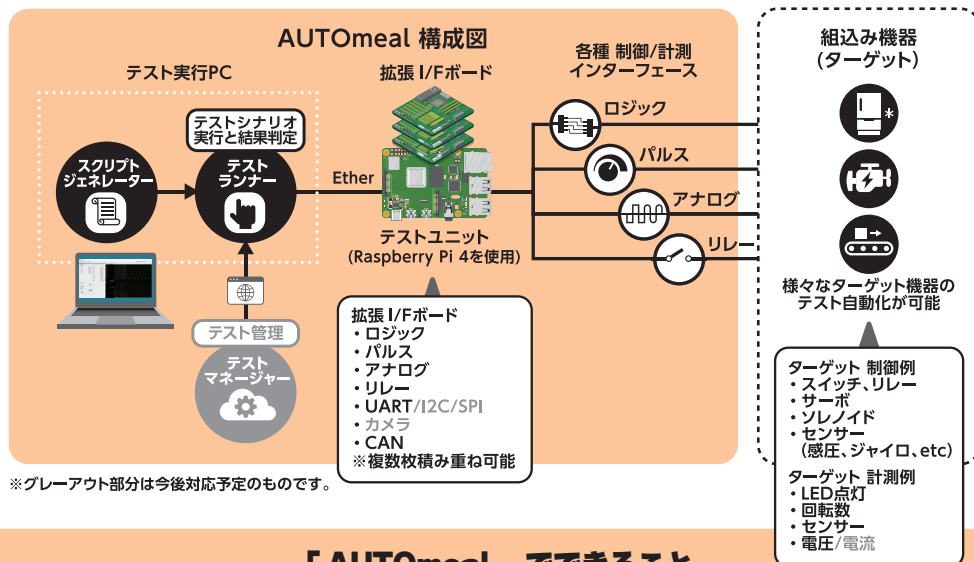 AUTOmeal 構成図
テスト実行PC
テストシナリオ
実行と結果判定
スクリプト
ジェネレーター
テスト
ランナー
Ether
拡張 I/Fボード
テストユニット
(Raspberry Pi 4を使用)
各種 制御/計測
インターフェース
ロジック
パルス
アナログ
リレー
組込み機器
(ターゲット)
様々なターゲット機器の
テスト自動化が可能
テスト管理
テスト
マネージャー
拡張 I/Fボード
・ロジック
・パルス
・アナログ
・リレー
・UART/I2C/SPI
・カメラ
・CAN
※複数枚積み重ね可能
ターゲット 制御例
・スイッチ、リレー
・サーボ
・ソレノイド
・センサー
(感圧、ジャイロ、etc)
ターゲット 計測例
・LED点灯
・回転数
・センサー
・電圧/電流
※グレーアウト部分は今後対応予定のものです。
「AUTOmeal」でできること